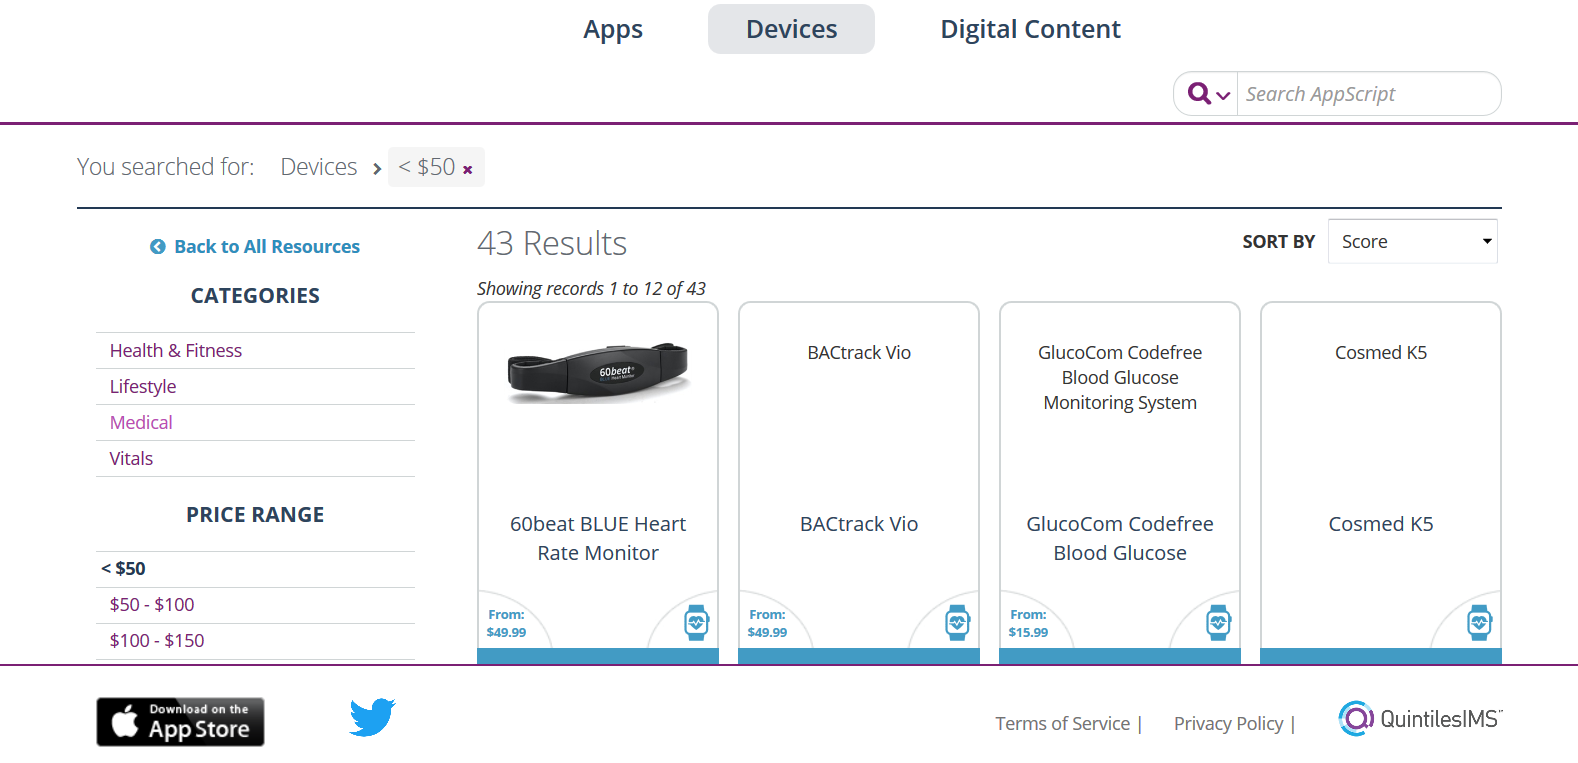 Apps
Devices
Digital Content
Search AppScript
You searched for: Devices < $50
Back to All Resources
CATEGORIES
Health & Fitness
Lifestyle
Medical
Vitals
PRICE RANGE
< $50
$50 - $100
$100 - $150
43 Results
SORT BY Score
Showing records 1 to 12 of 43
60beat
BLUE Heart Monitor
60beat BLUE Heart
Rate Monitor
From:
$49.99
BACtrack Vio
BACtrack Vio
From:
$49.99
GlucoCom Codefree
Blood Glucose
Monitoring System
GlucoCom Codefree
Blood Glucose
From:
$15.99
Cosmed K5
Cosmed K5
Download on the
App Store
Terms of Service |
Privacy Policy |
QuintilesIMS